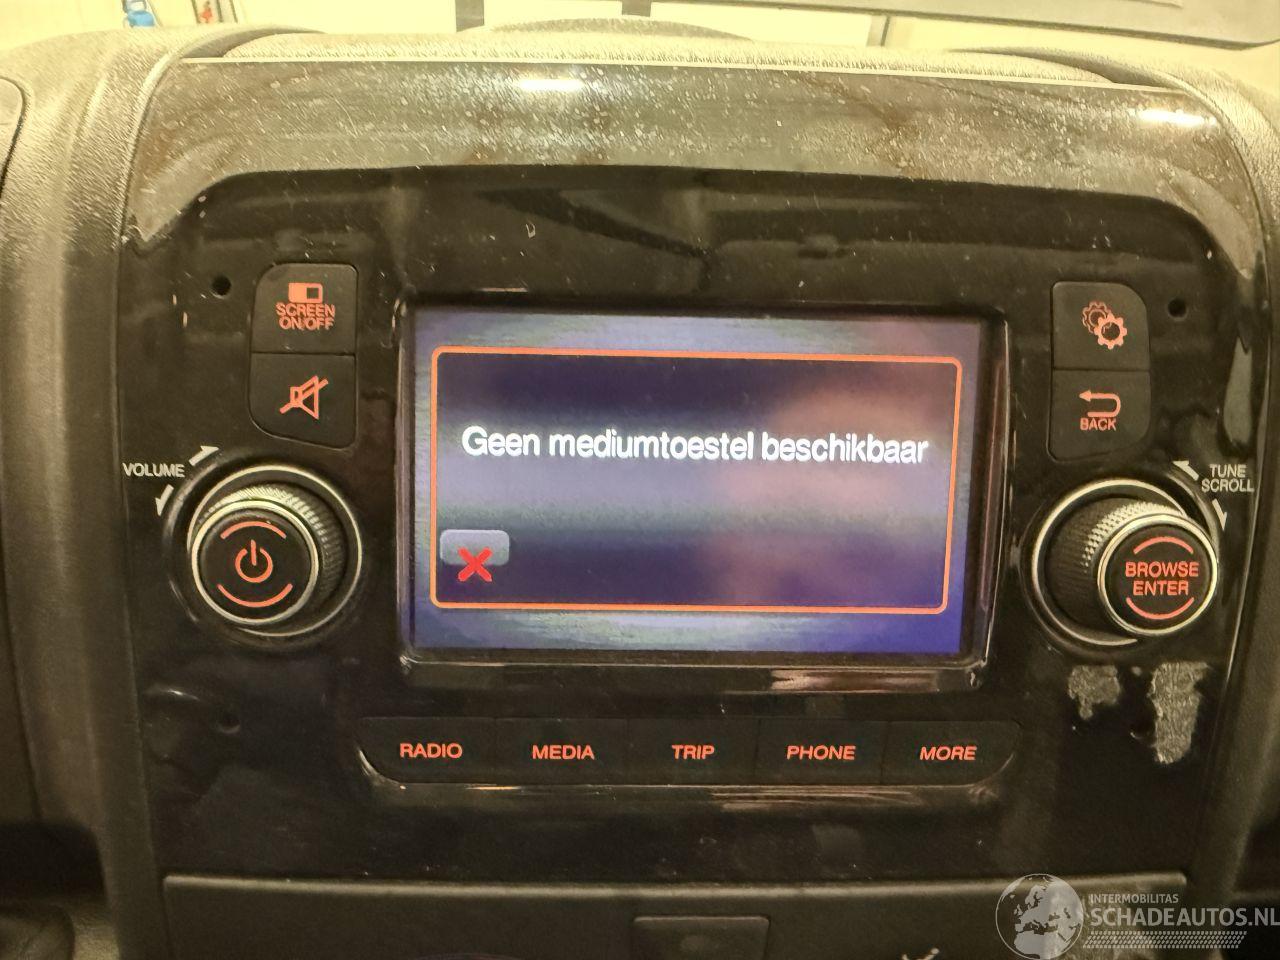 SCREEN
ON/OFF
BACK
VOLUME
TUNE
SCROLL
Geen mediumtoestel beschikbaar
BROWSE
ENTER
RADIO
MEDIA
TRIP
PHONE
MORE
INTERMOBILITAS
SCHADEAUTOS.NL